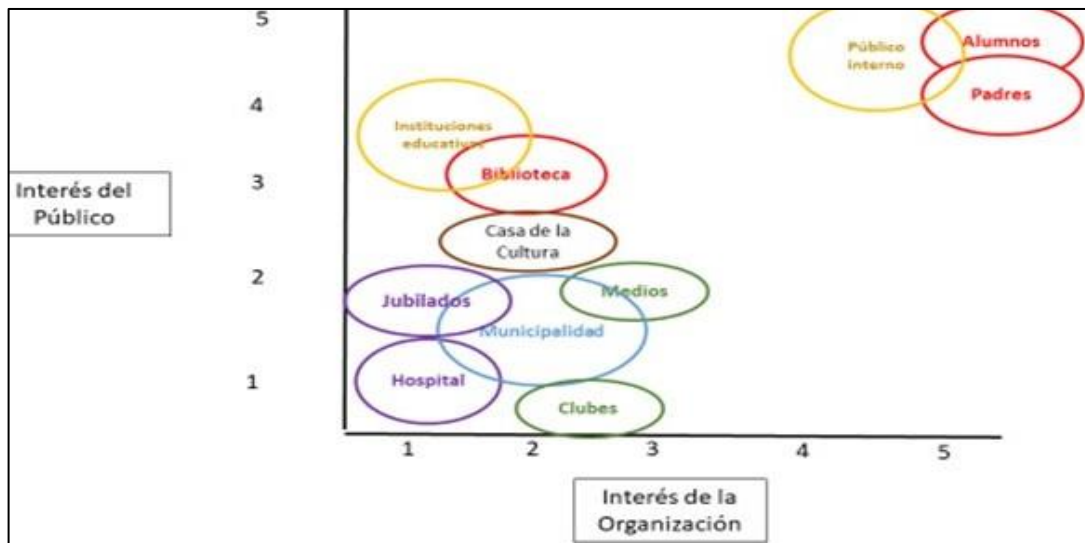 5
Público
interno
Alumnos
Padres
4
Instituciones
educativas
Biblioteca
3
Interés del
Público
Casa de la
Cultura
2
Jubilados
Medios
Municipalidad
1
Hospital
Clubes
1 2 3 4 5
Interés de la
Organización